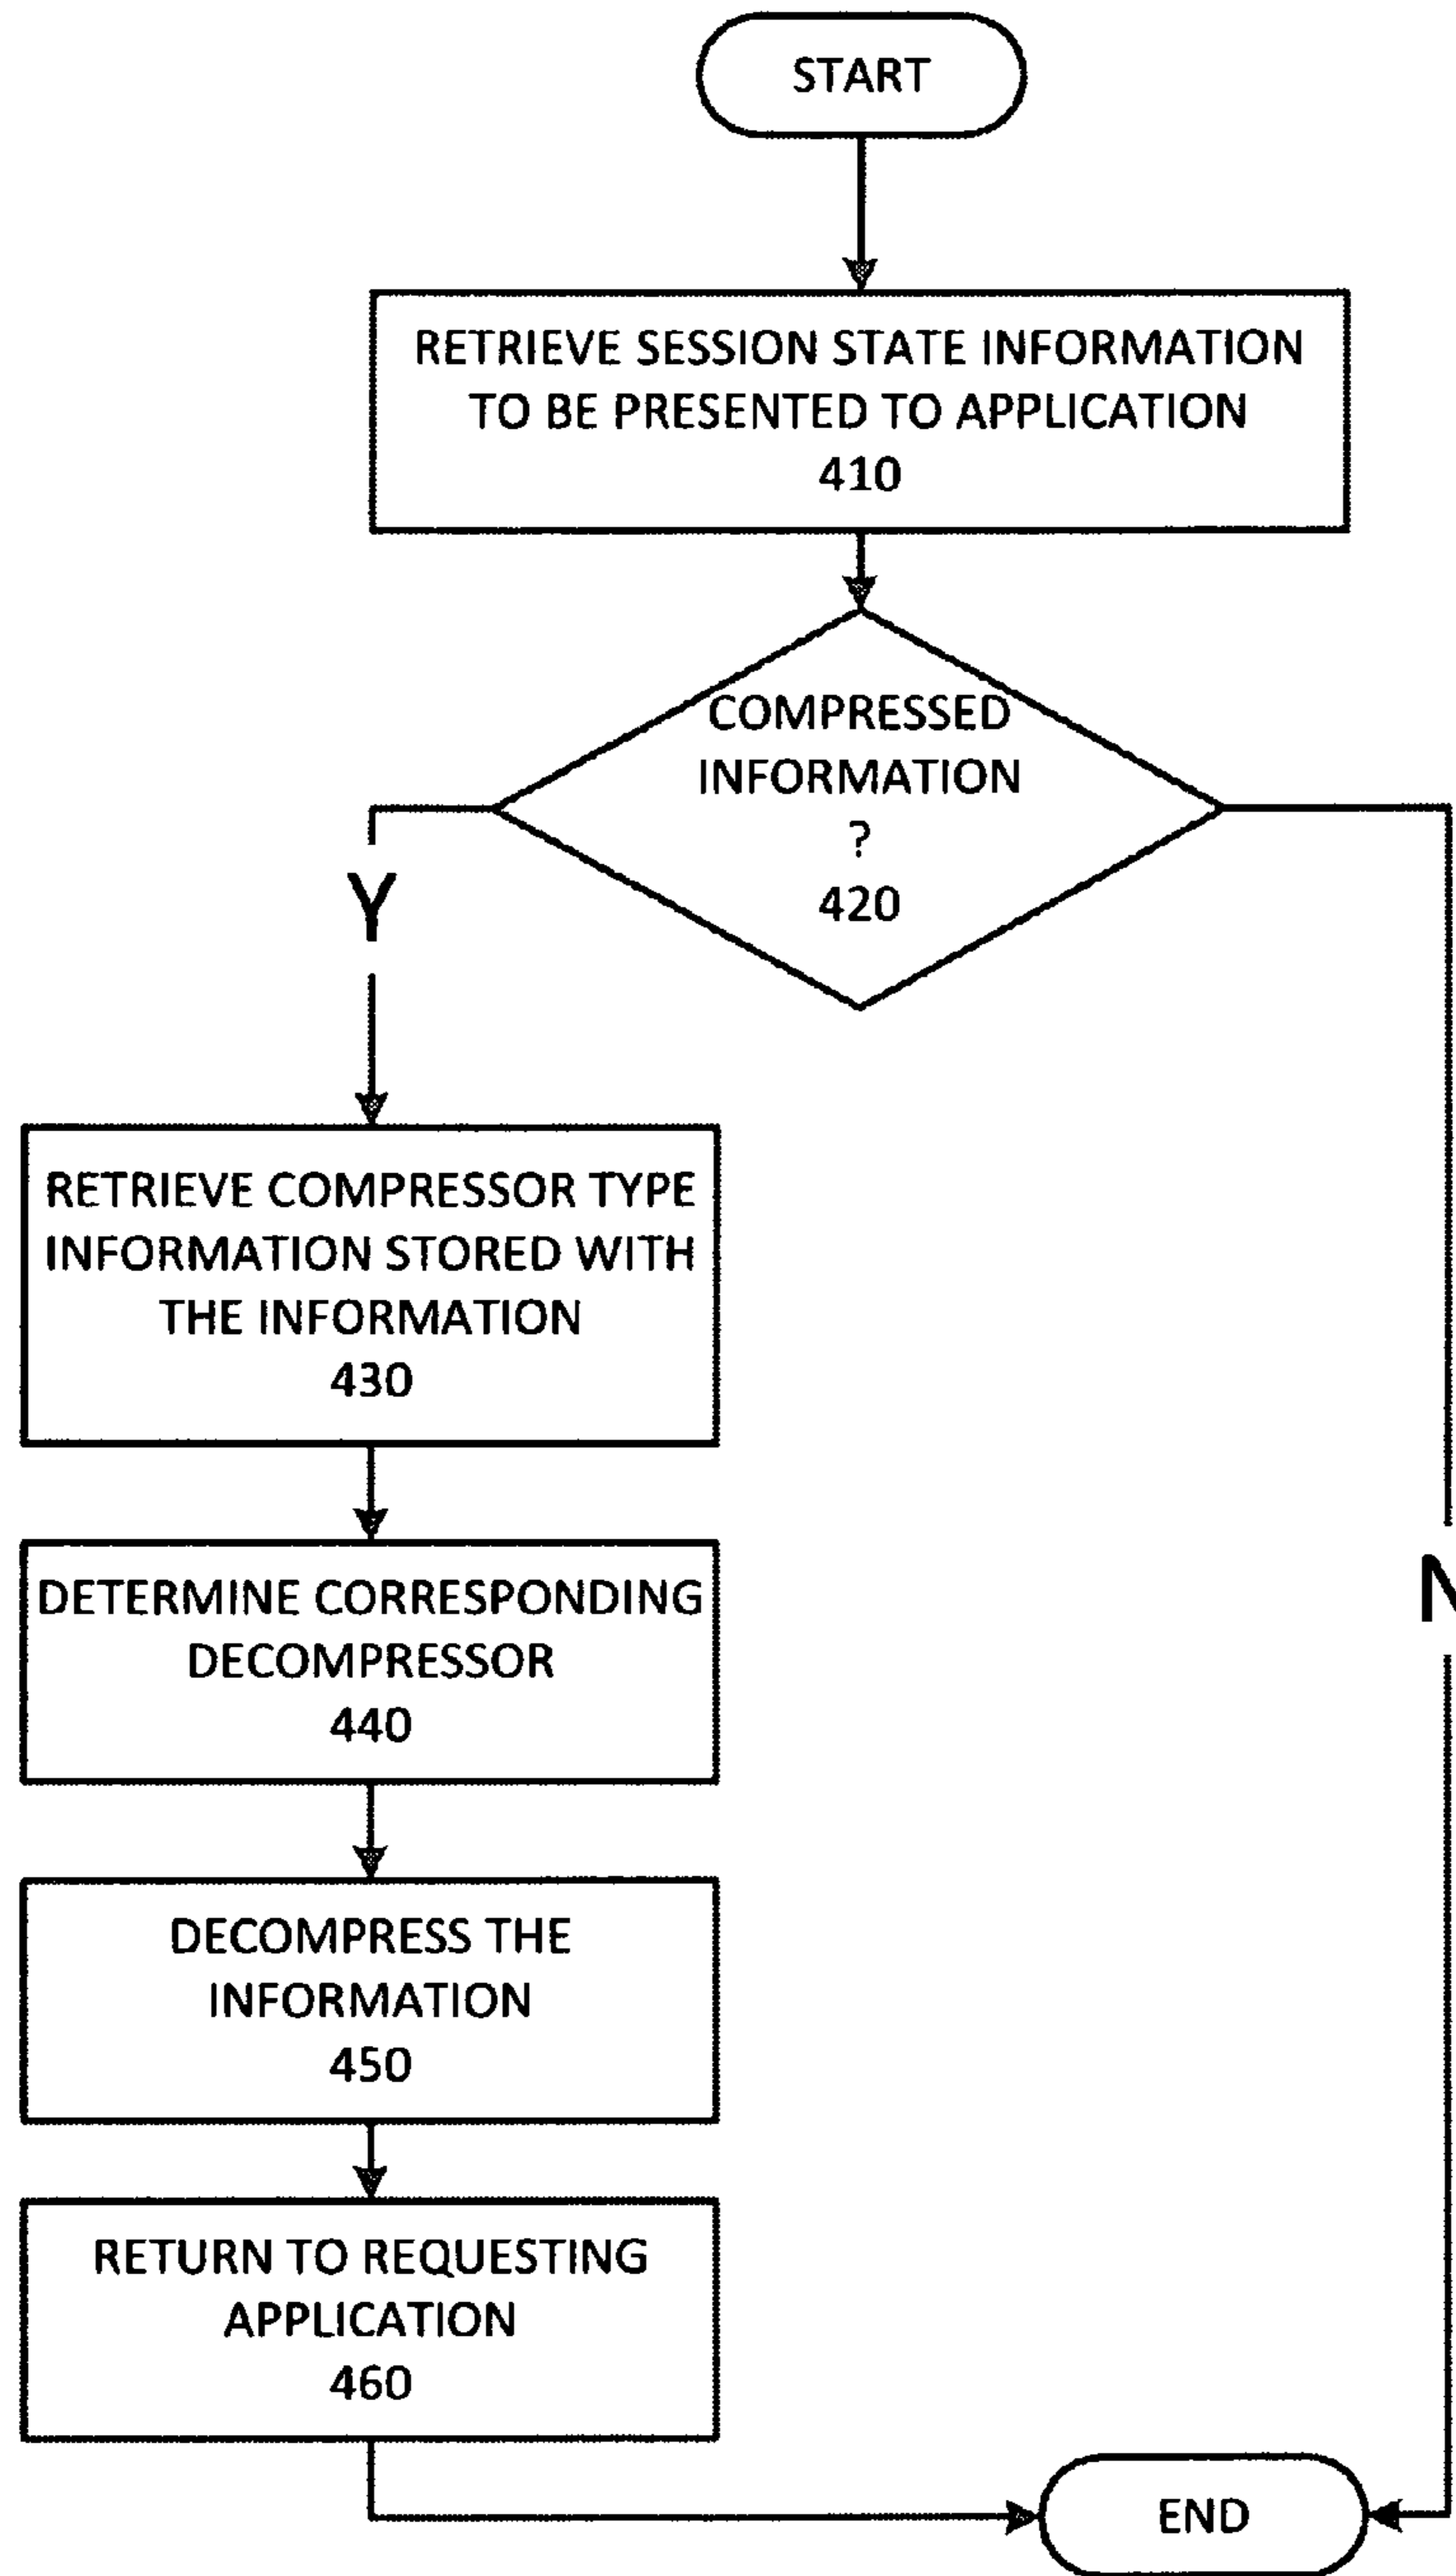 START
RETRIEVE SESSION STATE INFORMATION
TO BE PRESENTED TO APPLICATION
410
COMPRESSED
INFORMATION
?
420
Y
RETRIEVE COMPRESSOR TYPE
INFORMATION STORED WITH
THE INFORMATION
430
N
DETERMINE CORRESPONDING
DECOMPRESSOR
440
DECOMPRESS THE
INFORMATION
450
RETURN TO REQUESTING
APPLICATION
460
END